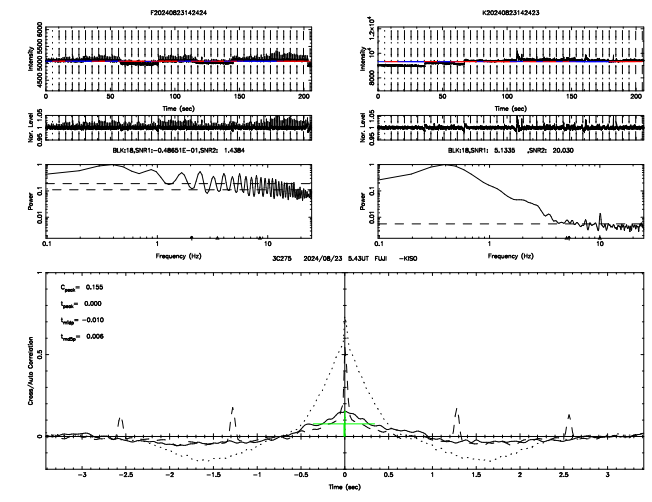 F20240823142424
K20240823142423
Intensity
4500 5000 5500 6000
0 50 100 150 200
Time (sec)
Intensity
8000 10⁴ 1.2×10⁴
0 50 100 150 200
Time (sec)
Nor. Level
0.95 1 1.05
Nor. Level
0.95 1 1.05
BLK:18,SNR1:-0.48651E-01,SNR2: 1.4384
BLK:18,SNR1: 5.1335 ,SNR2: 20.030
Power
0.01 0.1 1
0.1 1 10
Frequency (Hz)
Power
0.01 0.1 1
0.1 1 10
Frequency (Hz)
3C275 2024/08/23 5.43UT FUJI -KISO
Cross/Auto Correlation
0 0.5 1
C peak= 0.155
t peak= 0.000
t mdp= -0.010
−3 −2.5 −2 −1.5 −1 −0.5 0 0.5 1 1.5 2 2.5 3
Time (sec)